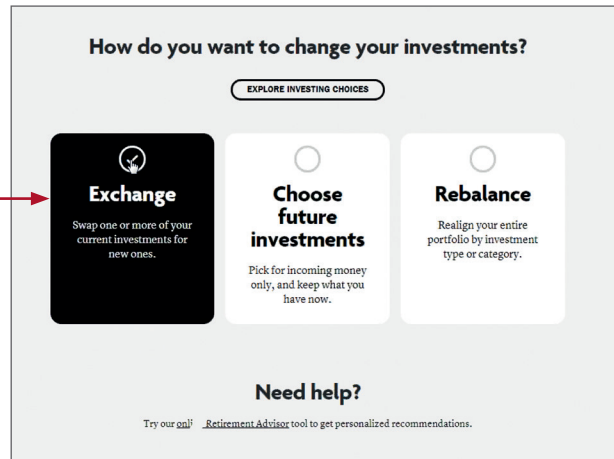 How do you want to change your investments?
EXPLORE INVESTING CHOICES
Exchange
Swap one or more of your
current investments for
new ones.
Choose
future
investments
Pick for incoming money
only, and keep what you
have now.
Rebalance
Realign your entire
portfolio by investment
type or category.
Need help?
Try our Retirement Advisor tool to get personalized recommendations.